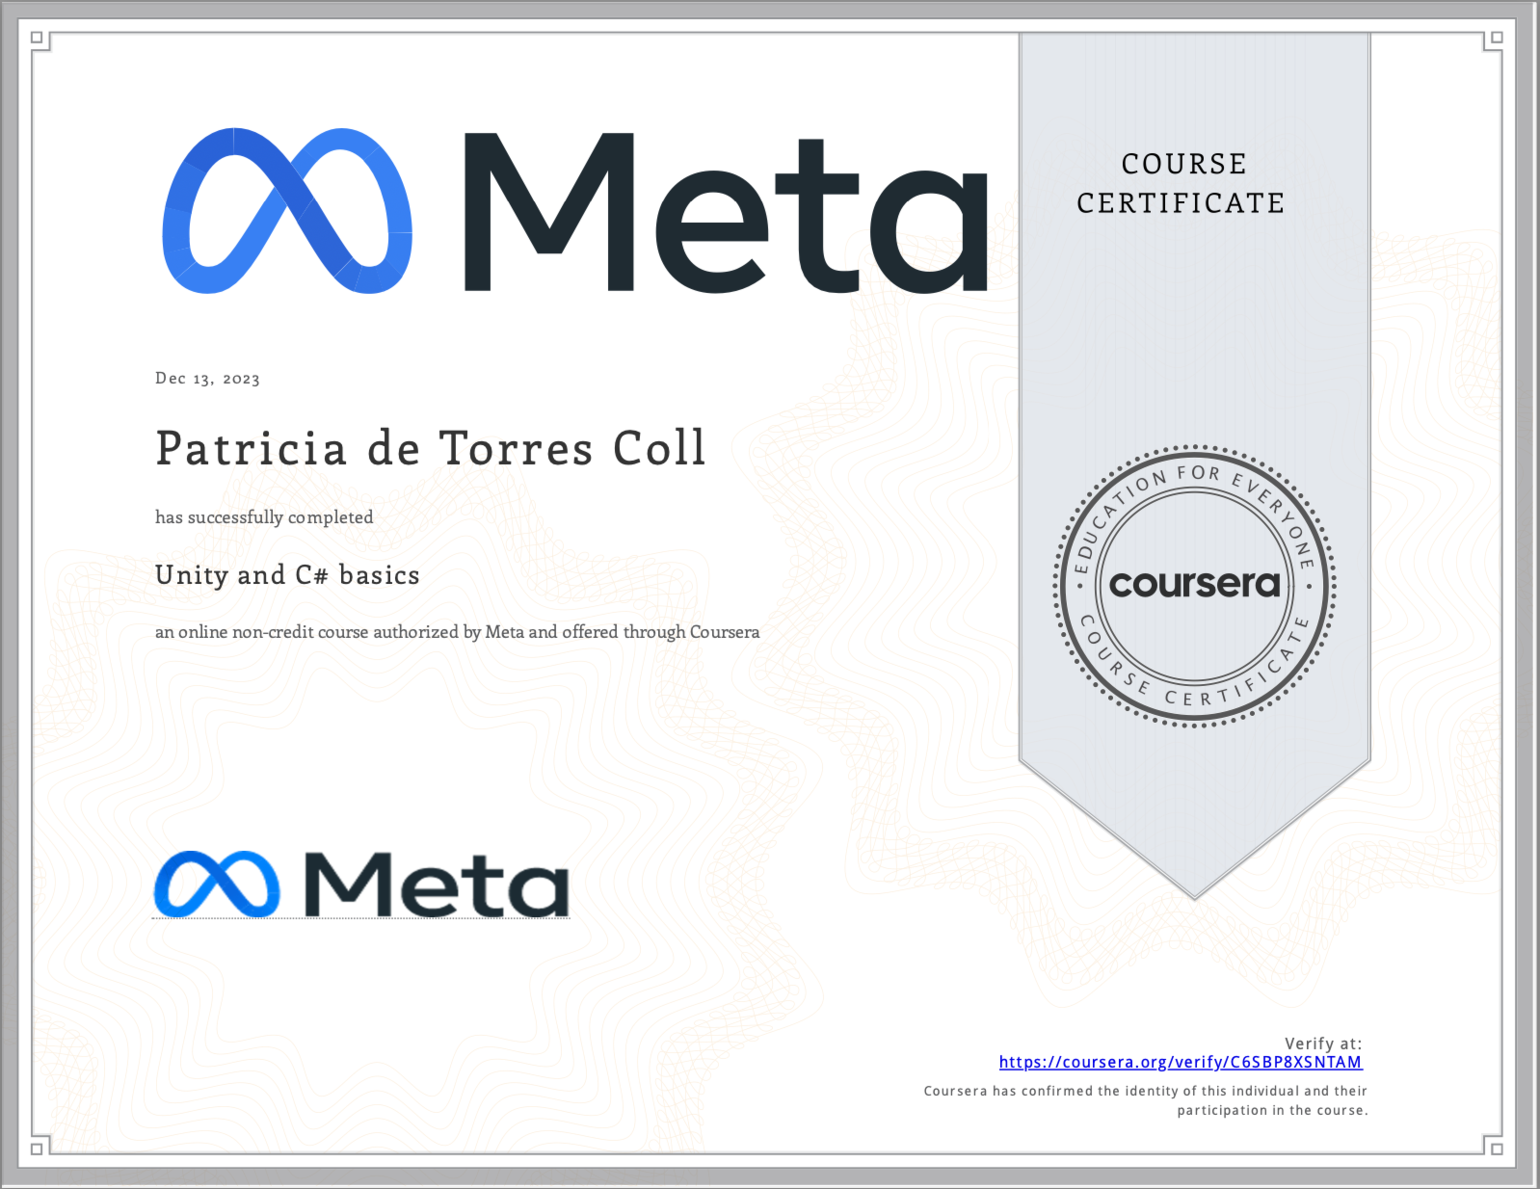 Meta
COURSE
CERTIFICATE
Dec 13, 2023
Patricia de Torres Coll
has successfully completed
Unity and C# basics
an online non-credit course authorized by Meta and offered through Coursera
EDUCATION FOR EVERYONE
coursera
COURSE CERTIFICATE
Meta
Verify at:
https://coursera.org/verify/C6SBP8XSNTAM
Coursera has confirmed the identity of this individual and their
participation in the course.